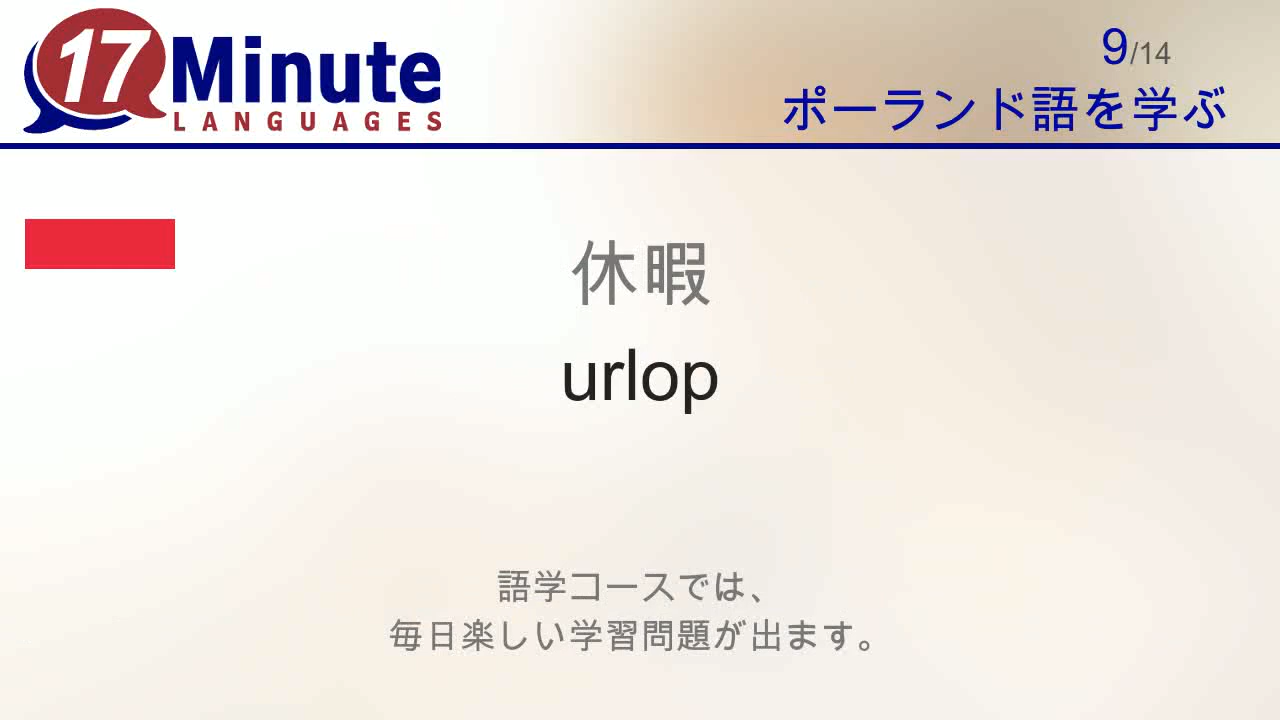 17 Minute
LANGUAGES
9/14
ポーランド語を学ぶ
休暇
urlop
語学コースでは、
毎日楽しい学習問題が出ます。